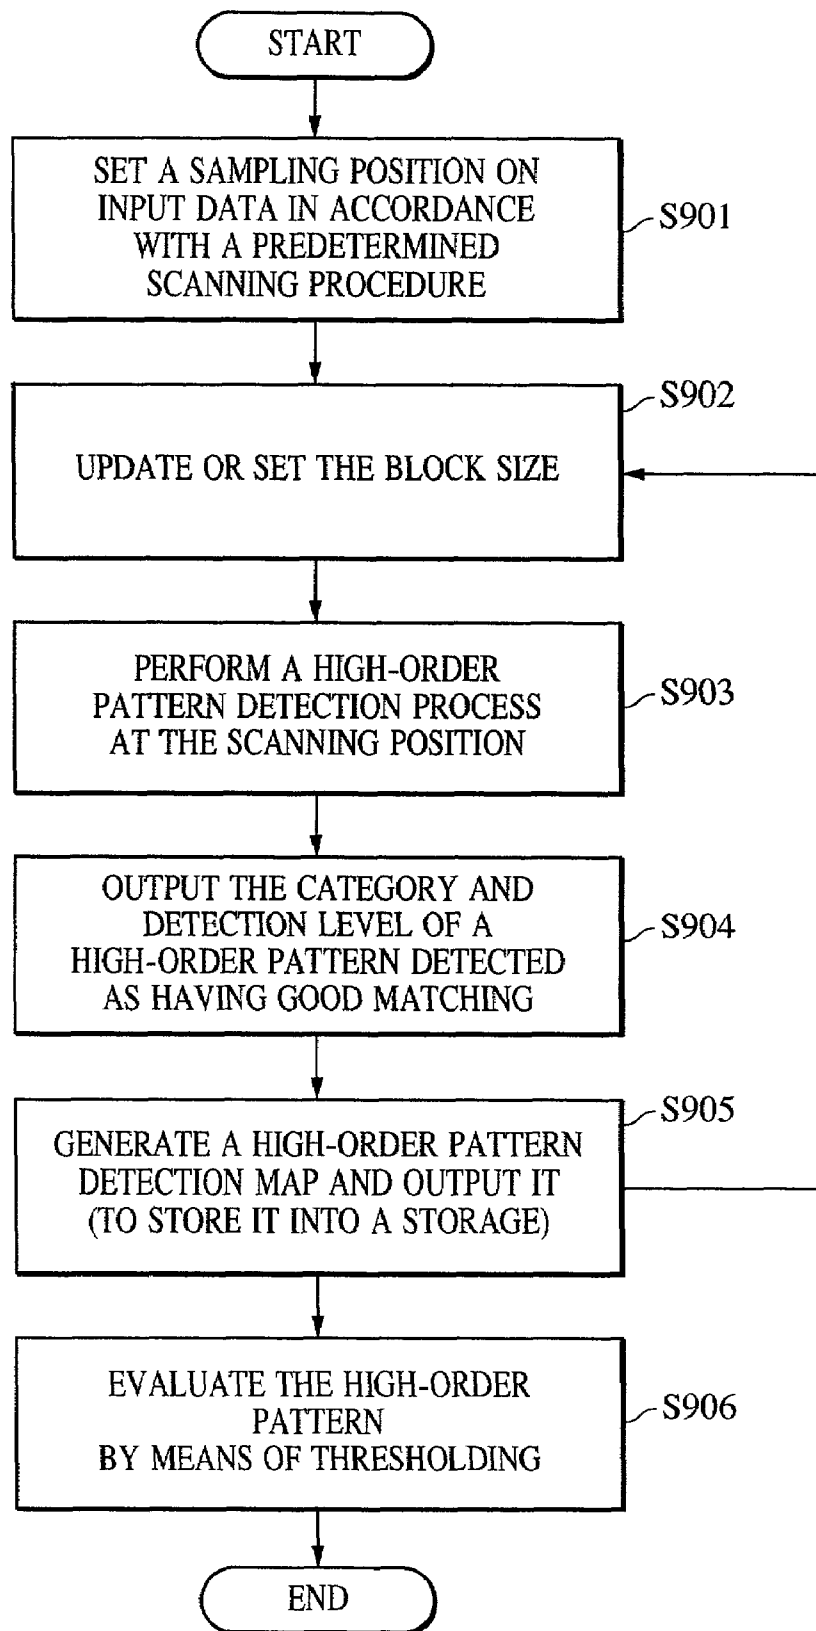 START
SET A SAMPLING POSITION ON
INPUT DATA IN ACCORDANCE
WITH A PREDETERMINED
SCANNING PROCEDURE
S901
S902
UPDATE OR SET THE BLOCK SIZE
PERFORM A HIGH-ORDER
PATTERN DETECTION PROCESS
AT THE SCANNING POSITION
S903
OUTPUT THE CATEGORY AND
DETECTION LEVEL OF A
HIGH-ORDER PATTERN DETECTED
AS HAVING GOOD MATCHING
S904
S905
GENERATE A HIGH-ORDER PATTERN
DETECTION MAP AND OUTPUT IT
(TO STORE IT INTO A STORAGE)
EVALUATE THE HIGH-ORDER
PATTERN
BY MEANS OF THRESHOLDING
S906
END